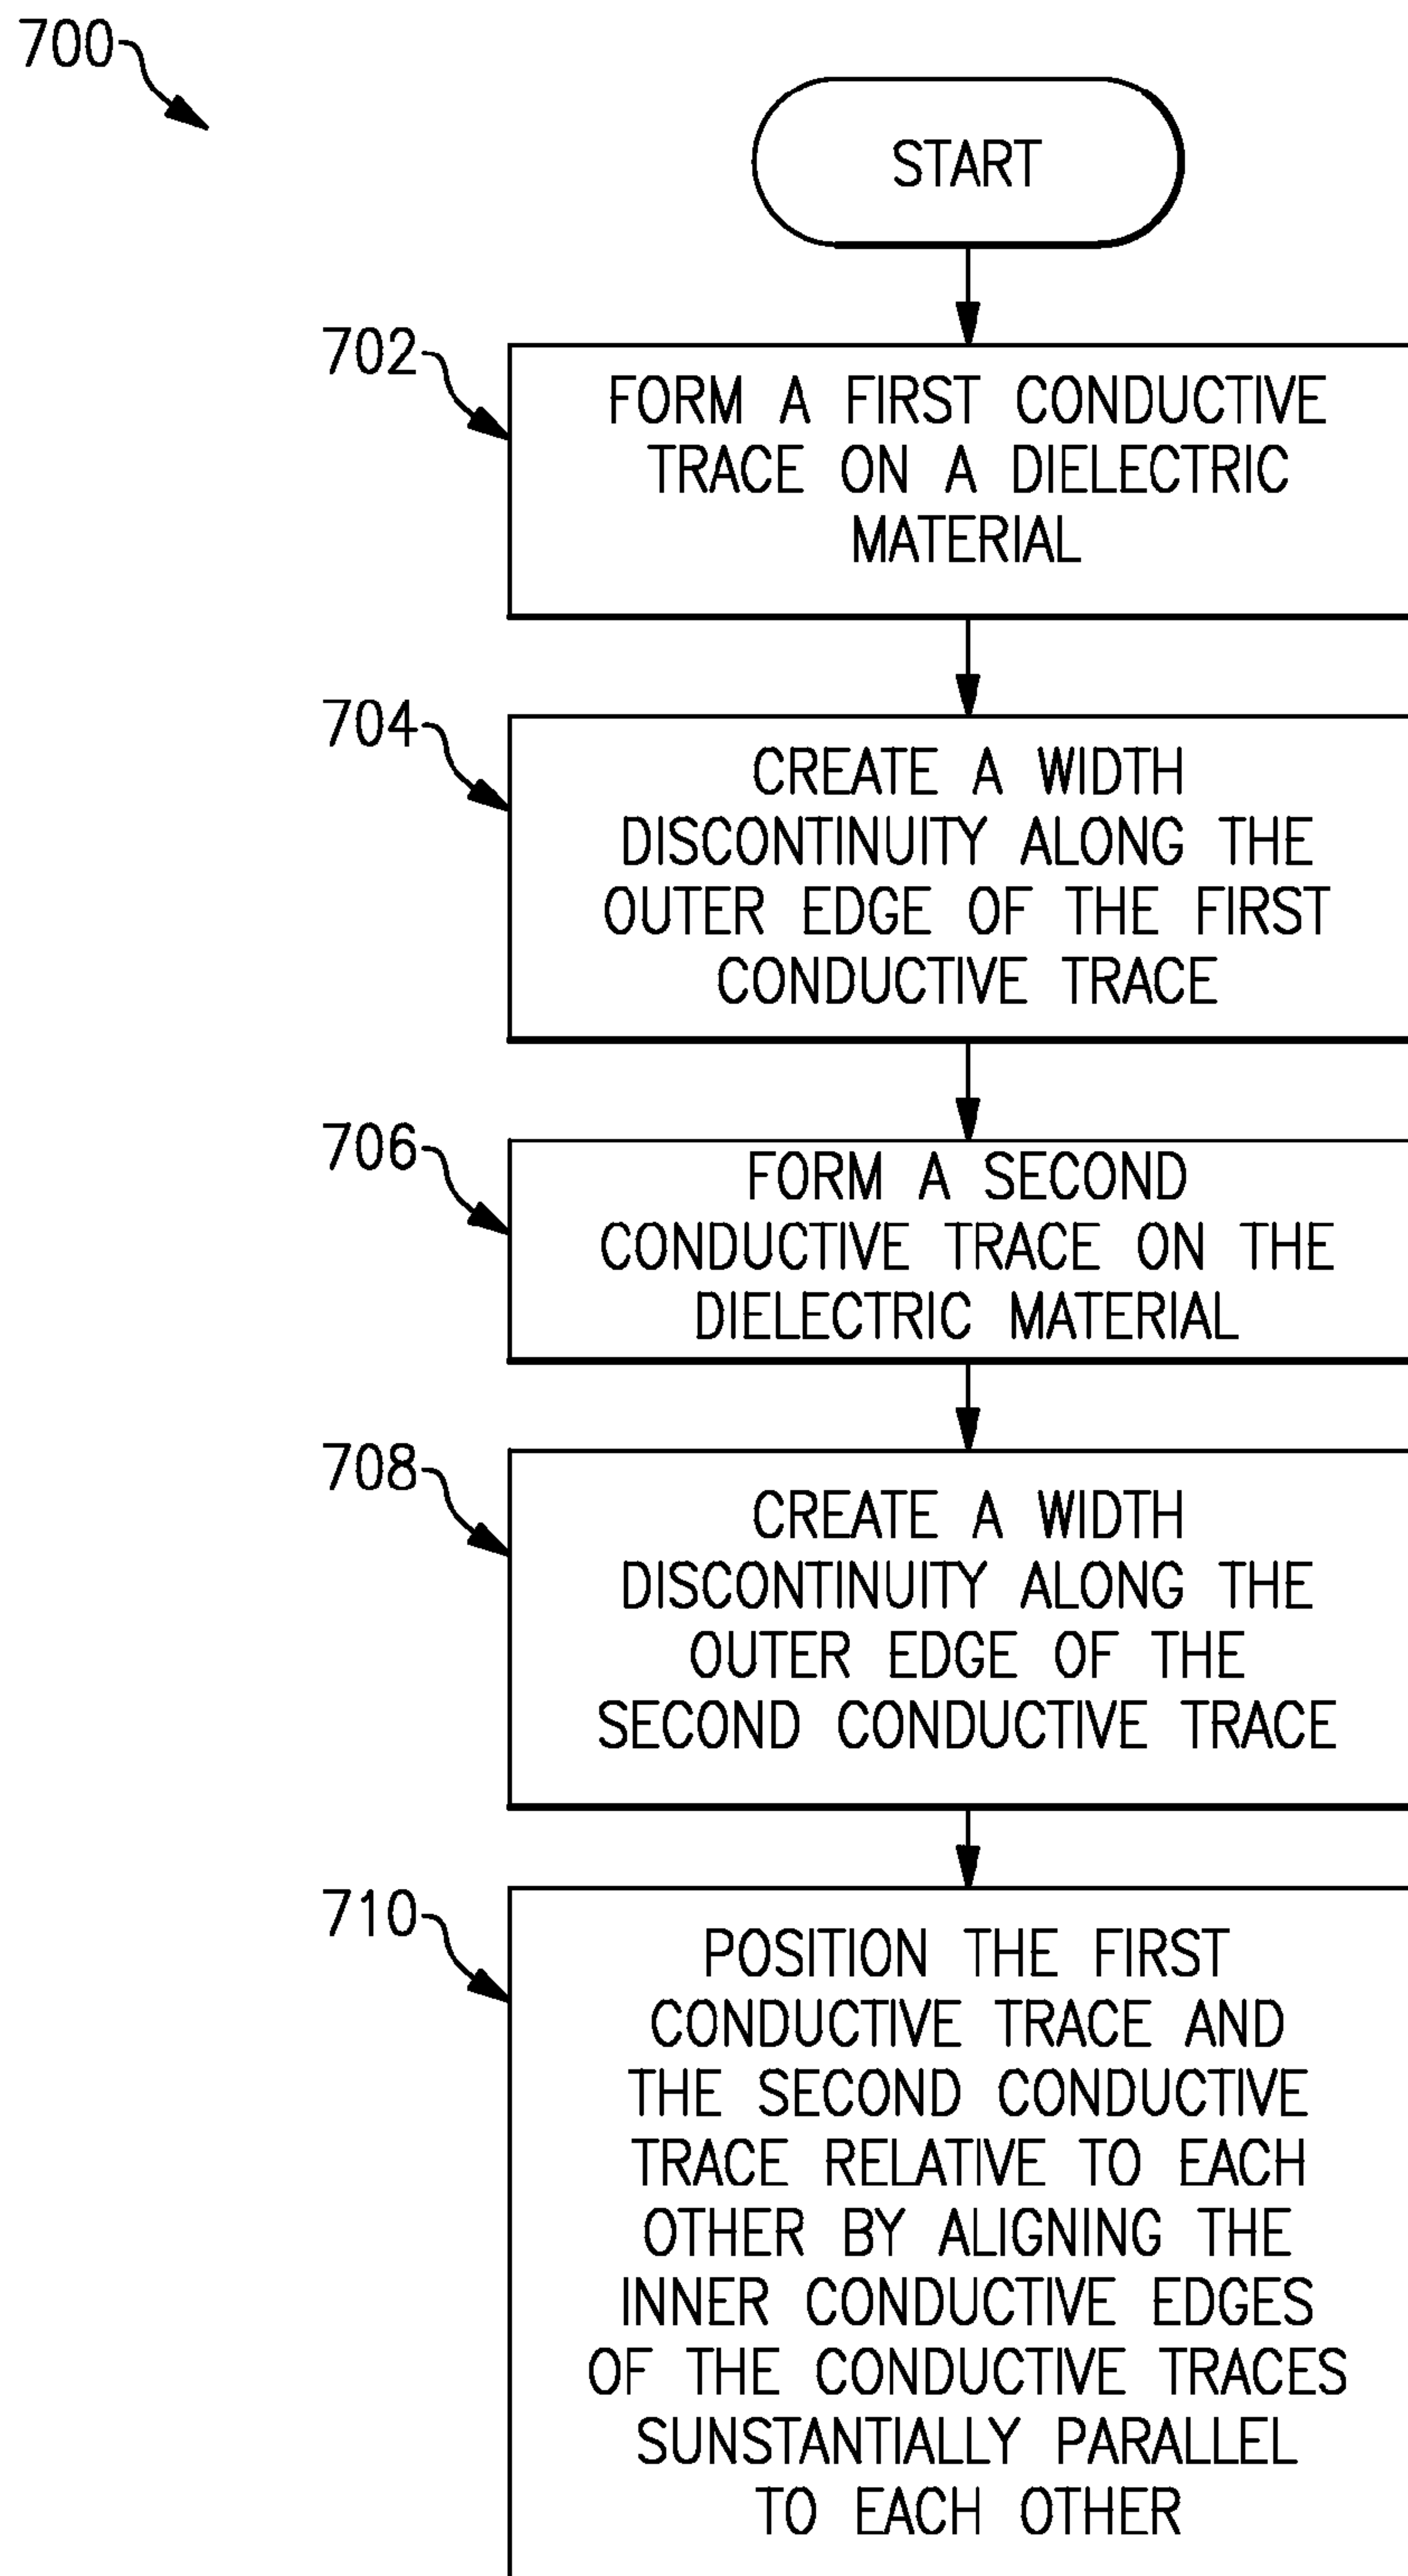 700
START
702
FORM A FIRST CONDUCTIVE
TRACE ON A DIELECTRIC
MATERIAL
704
CREATE A WIDTH
DISCONTINUITY ALONG THE
OUTER EDGE OF THE FIRST
CONDUCTIVE TRACE
706
FORM A SECOND
CONDUCTIVE TRACE ON THE
DIELECTRIC MATERIAL
708
CREATE A WIDTH
DISCONTINUITY ALONG THE
OUTER EDGE OF THE
SECOND CONDUCTIVE TRACE
710
POSITION THE FIRST
CONDUCTIVE TRACE AND
THE SECOND CONDUCTIVE
TRACE RELATIVE TO EACH
OTHER BY ALIGNING THE
INNER CONDUCTIVE EDGES
OF THE CONDUCTIVE TRACES
SUNSTANTIALLY PARALLEL
TO EACH OTHER